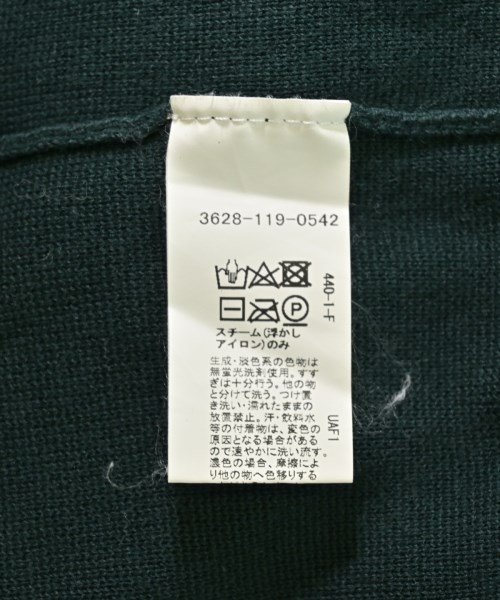 3628-119-0542
P
440-1-F
スチーム(浮かし
アイロン)のみ
生成・淡色系の色物は
無蛍光洗剤使用。すす
ぎは十分行う。他の物
と分けて洗う。つけ置
き洗い・濡れたままの
放置禁止。汗・飲料水
等の付着物は、変色の
原因となる場合がある
ので速やかに洗い流す。
濃色の場合、摩擦によ
り他の物へ色移りする
UAF1